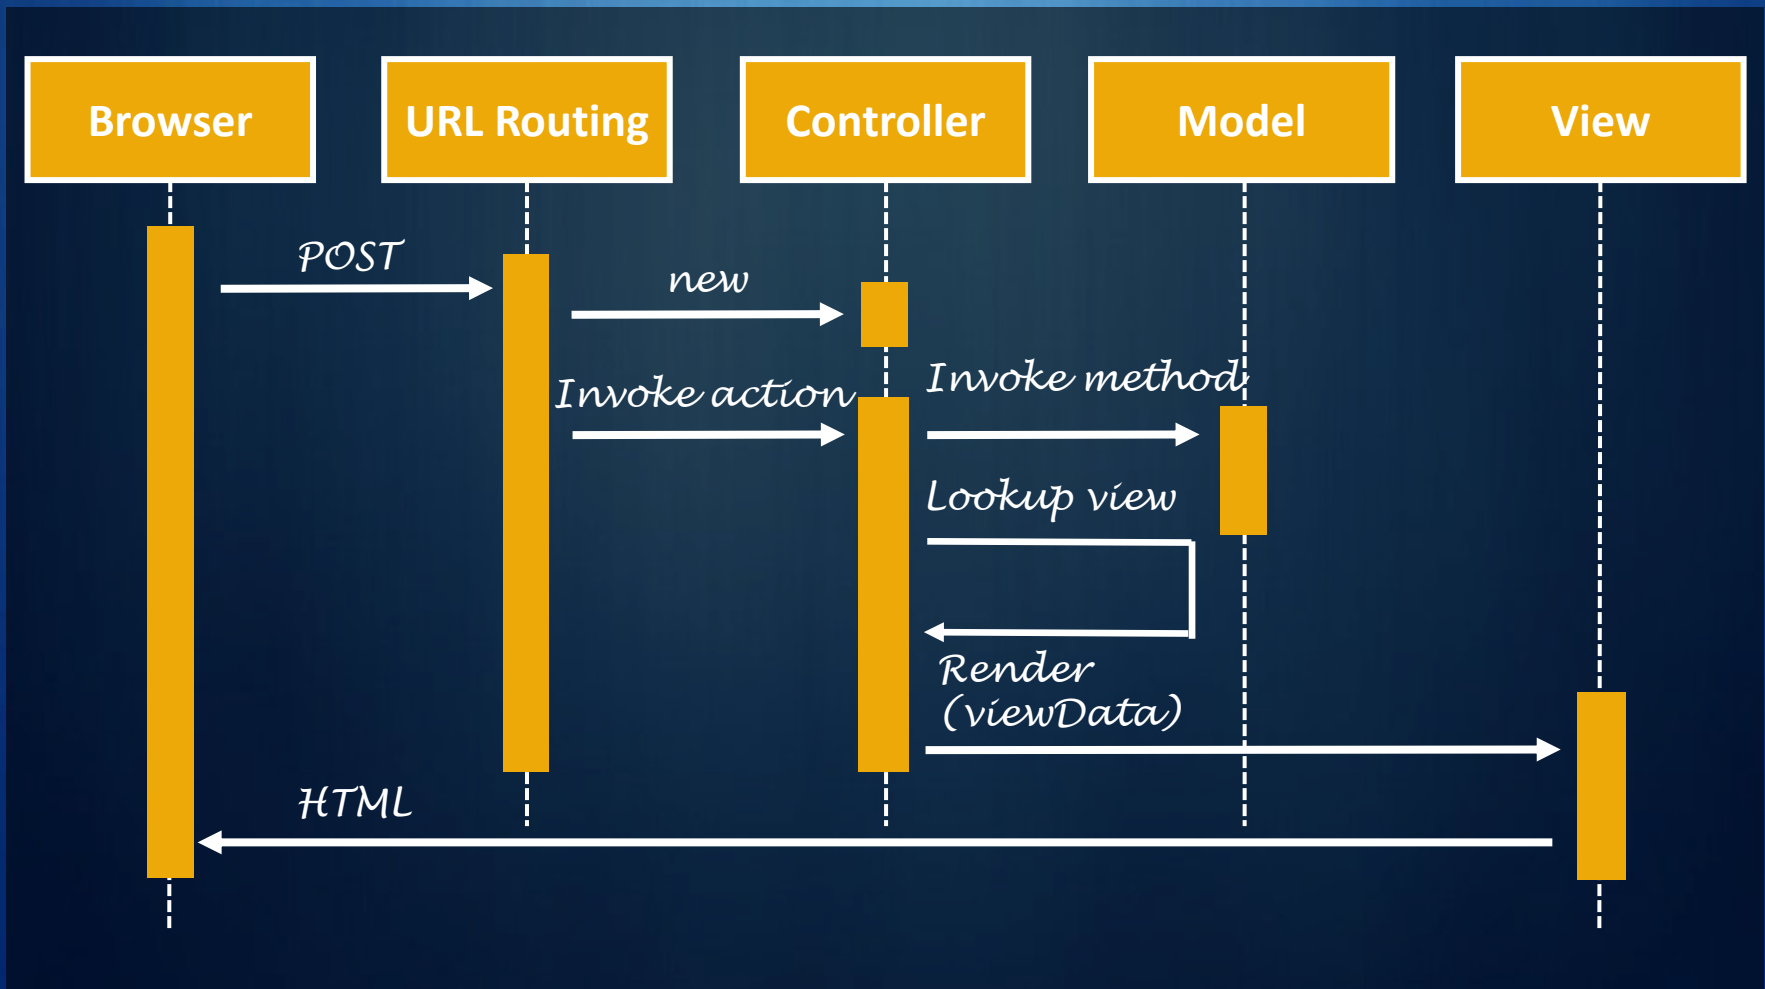 Browser
URL Routing
Controller
Model
View
POST
new
Invoke action
Invoke method
Lookup view
Render
(viewData)
HTML